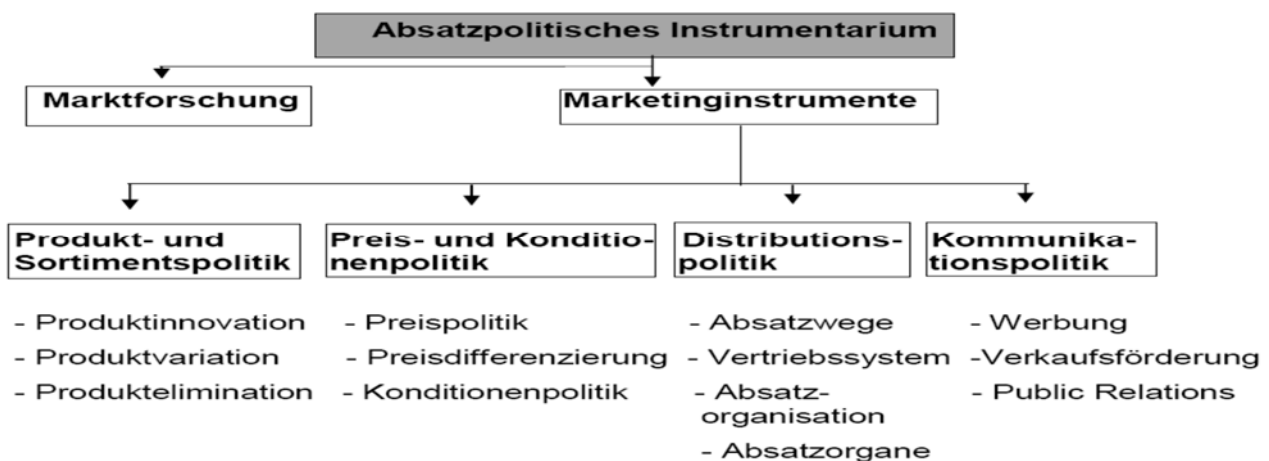 Absatzpolitisches Instrumentarium
Marktforschung
Marketinginstrumente
Produkt- und
Sortimentspolitik
Preis- und Konditio-
nenpolitik
Distributions-
politik
Kommunika-
tionspolitik
- Produktinnovation
- Produktvariation
- Produktelimination
- Preispolitik
- Preisdifferenzierung
- Konditionenpolitik
- Absatzwege
- Vertriebssystem
- Absatz-
organisation
- Absatzorgane
- Werbung
-Verkaufsförderung
- Public Relations